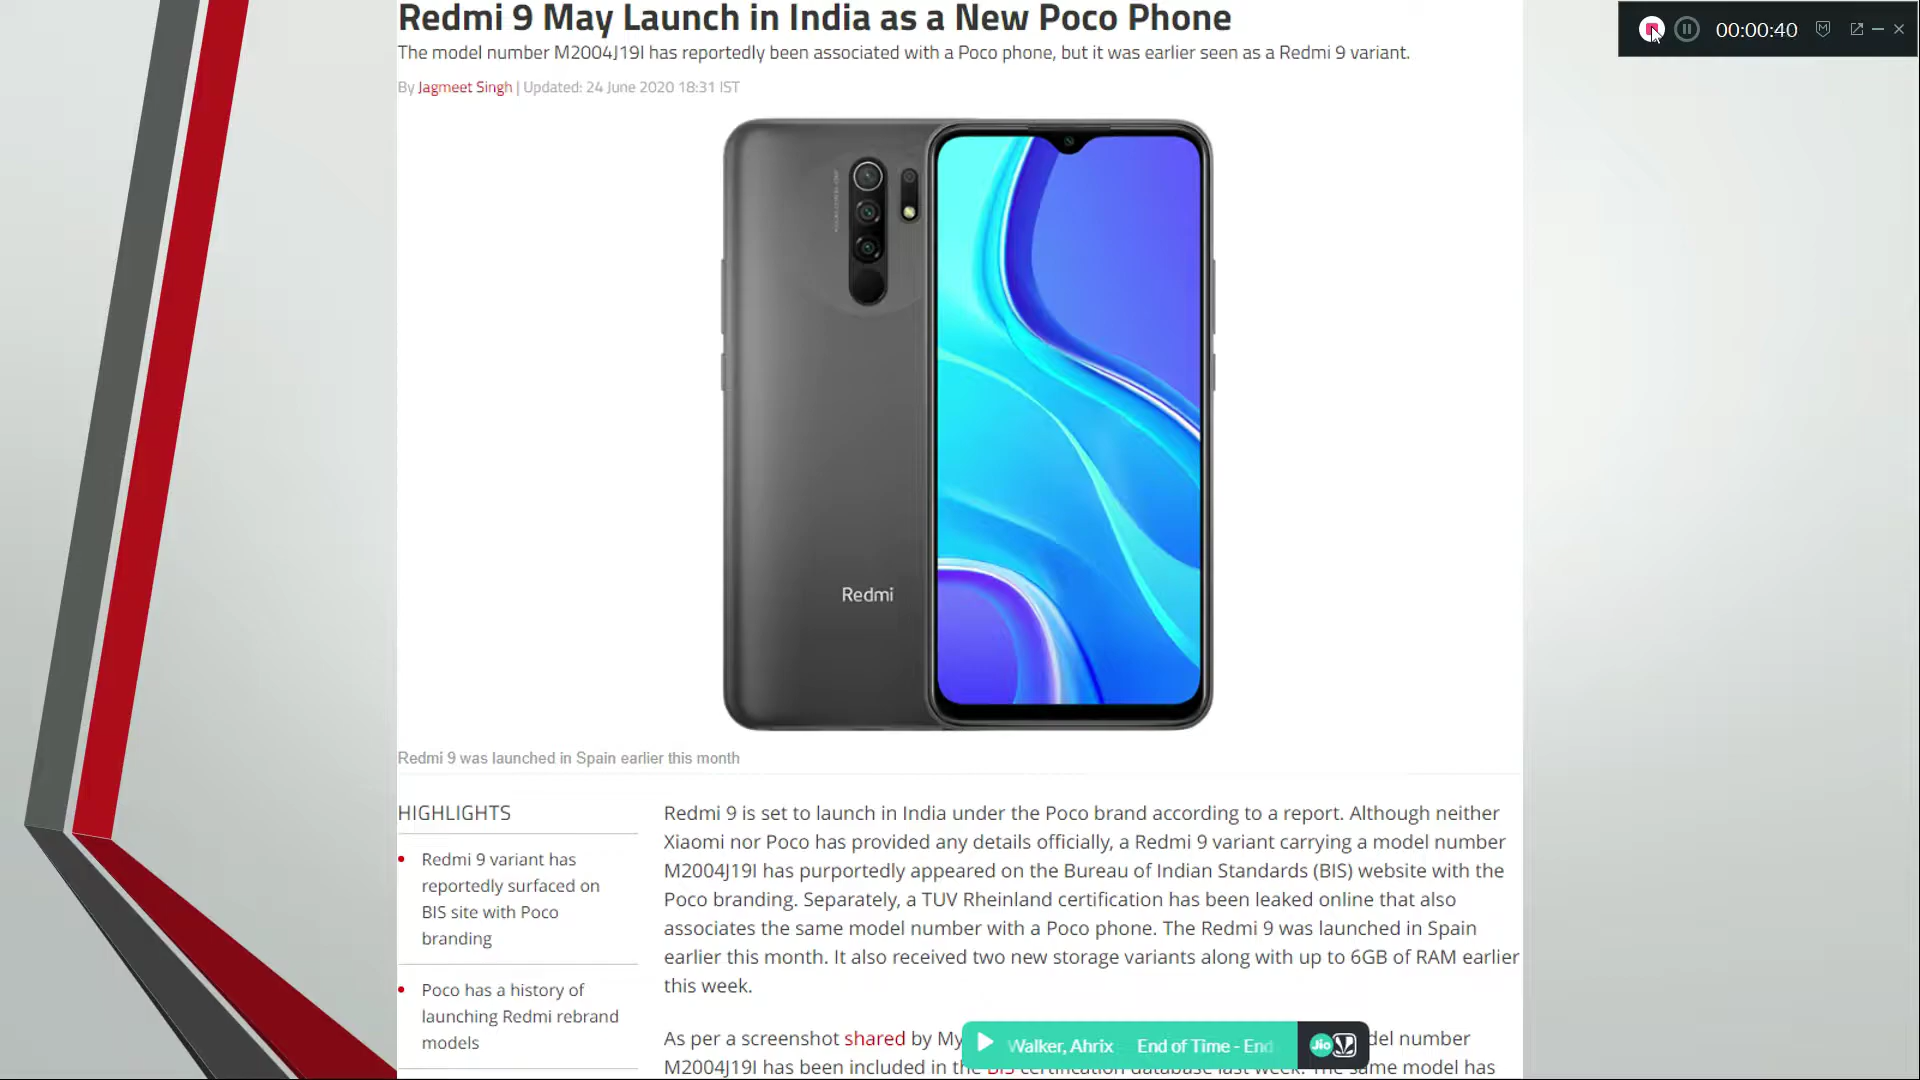 Redmi 9 May Launch in India as a New Poco Phone
The model number M2004J19I has reportedly been associated with a Poco phone, but it was earlier seen as a Redmi 9 variant.
By Jagmeet Singh | Updated: 24 June 2020 18:31 IST
00:00:40
Redmi
Redmi 9 was launched in Spain earlier this month
HIGHLIGHTS
Redmi 9 variant has
reportedly surfaced on
BIS site with Poco
branding
Poco has a history of
launching Redmi rebrand
models
Redmi 9 is set to launch in India under the Poco brand according to a report. Although neither
Xiaomi nor Poco has provided any details officially, a Redmi 9 variant carrying a model number
M2004J19I has purportedly appeared on the Bureau of Indian Standards (BIS) website with the
Poco branding. Separately, a TUV Rheinland certification has been leaked online that also
associates the same model number with a Poco phone. The Redmi 9 was launched in Spain
earlier this month. It also received two new storage variants along with up to 6GB of RAM earlier
this week.
As per a screenshot shared by My
del number
M2004J19I has been included in the BIS certification database last week. The same model has
Walker, Ahrix End of Time - End
Jio